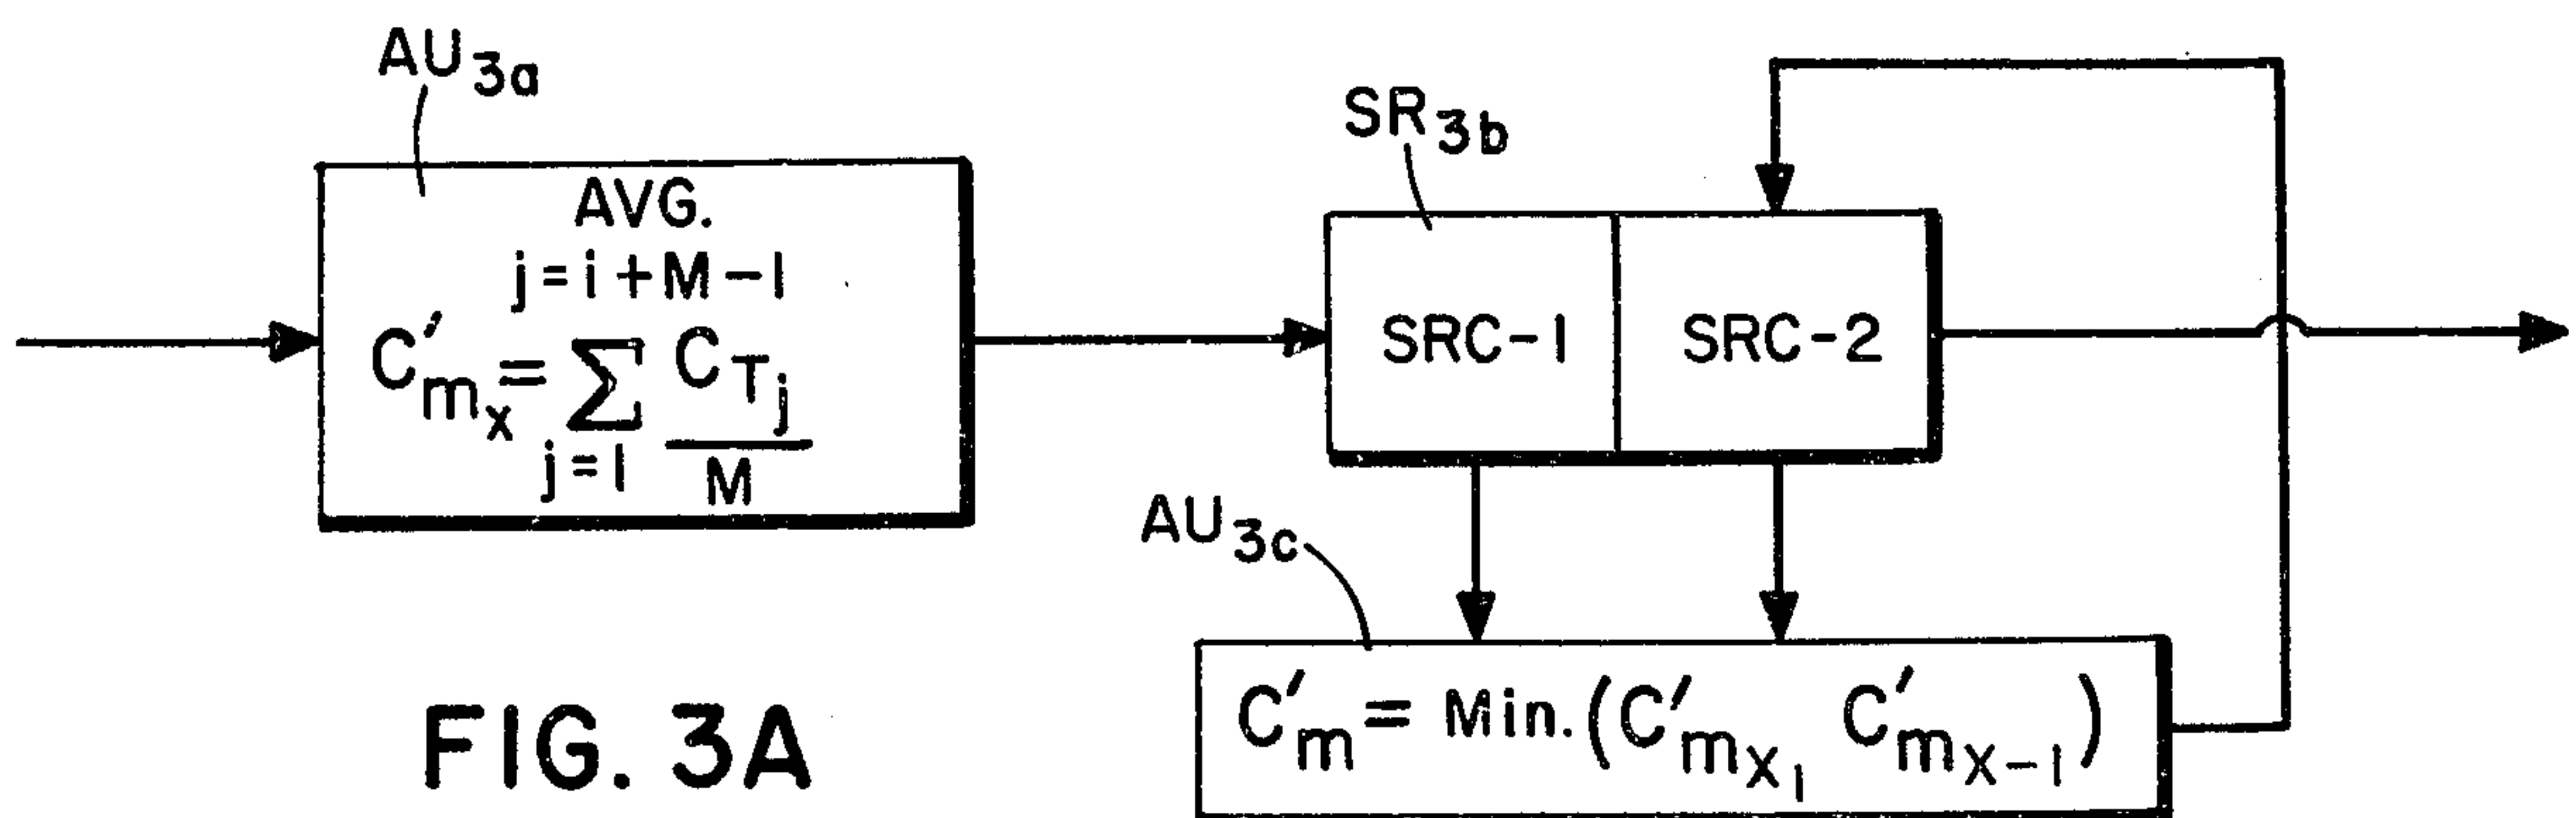 AU3a
AVG.
j=i+M-1
C'mx = Σ CTj
j=1 M
SR3b
SRC-1 SRC-2
AU3c
C'm = Min. (C'mx1 C'mx-1)
FIG. 3A